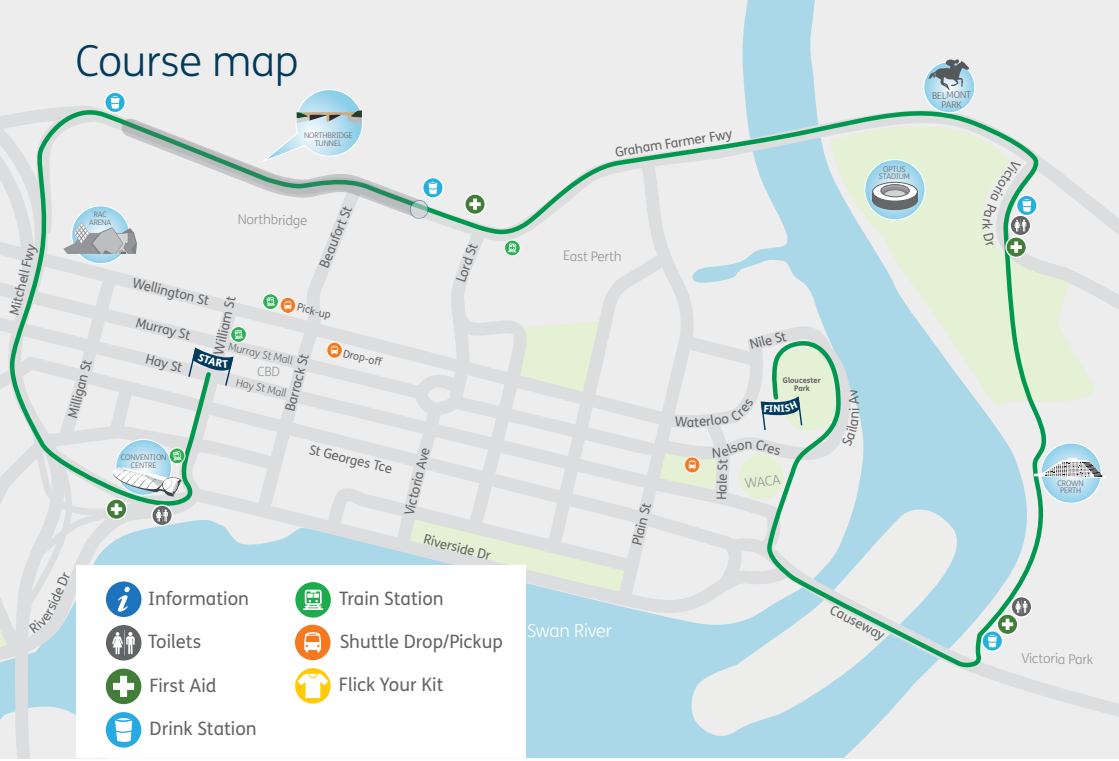 Course map
BELMONT
PARK
NORTHBRIDGE
TUNNEL
Graham Farmer Fwy
OPTUS
STADIUM
Victoria Park Dr
RAC
ARENA
Northbridge
Beaufort St
Lord St
East Perth
Mitchell Fwy
Wellington St
William St
Pick-up
Murray St
Murray St Mall
Drop-off
Nile St
START
Hay St
CBD
Hay St Mall
Barrack St
Milligan St
Gloucester
Park
FINISH
Waterloo Cres
Sailani Av
Nelson Cres
CONVENTION
CENTRE
St Georges Tce
Victoria Ave
Hale St
WACA
CROWN
PERTH
Plain St
Riverside Dr
Riverside Dr
Causeway
Swan River
Victoria Park
i Information
Train Station
Toilets
Shuttle Drop/Pickup
First Aid
Flick Your Kit
Drink Station